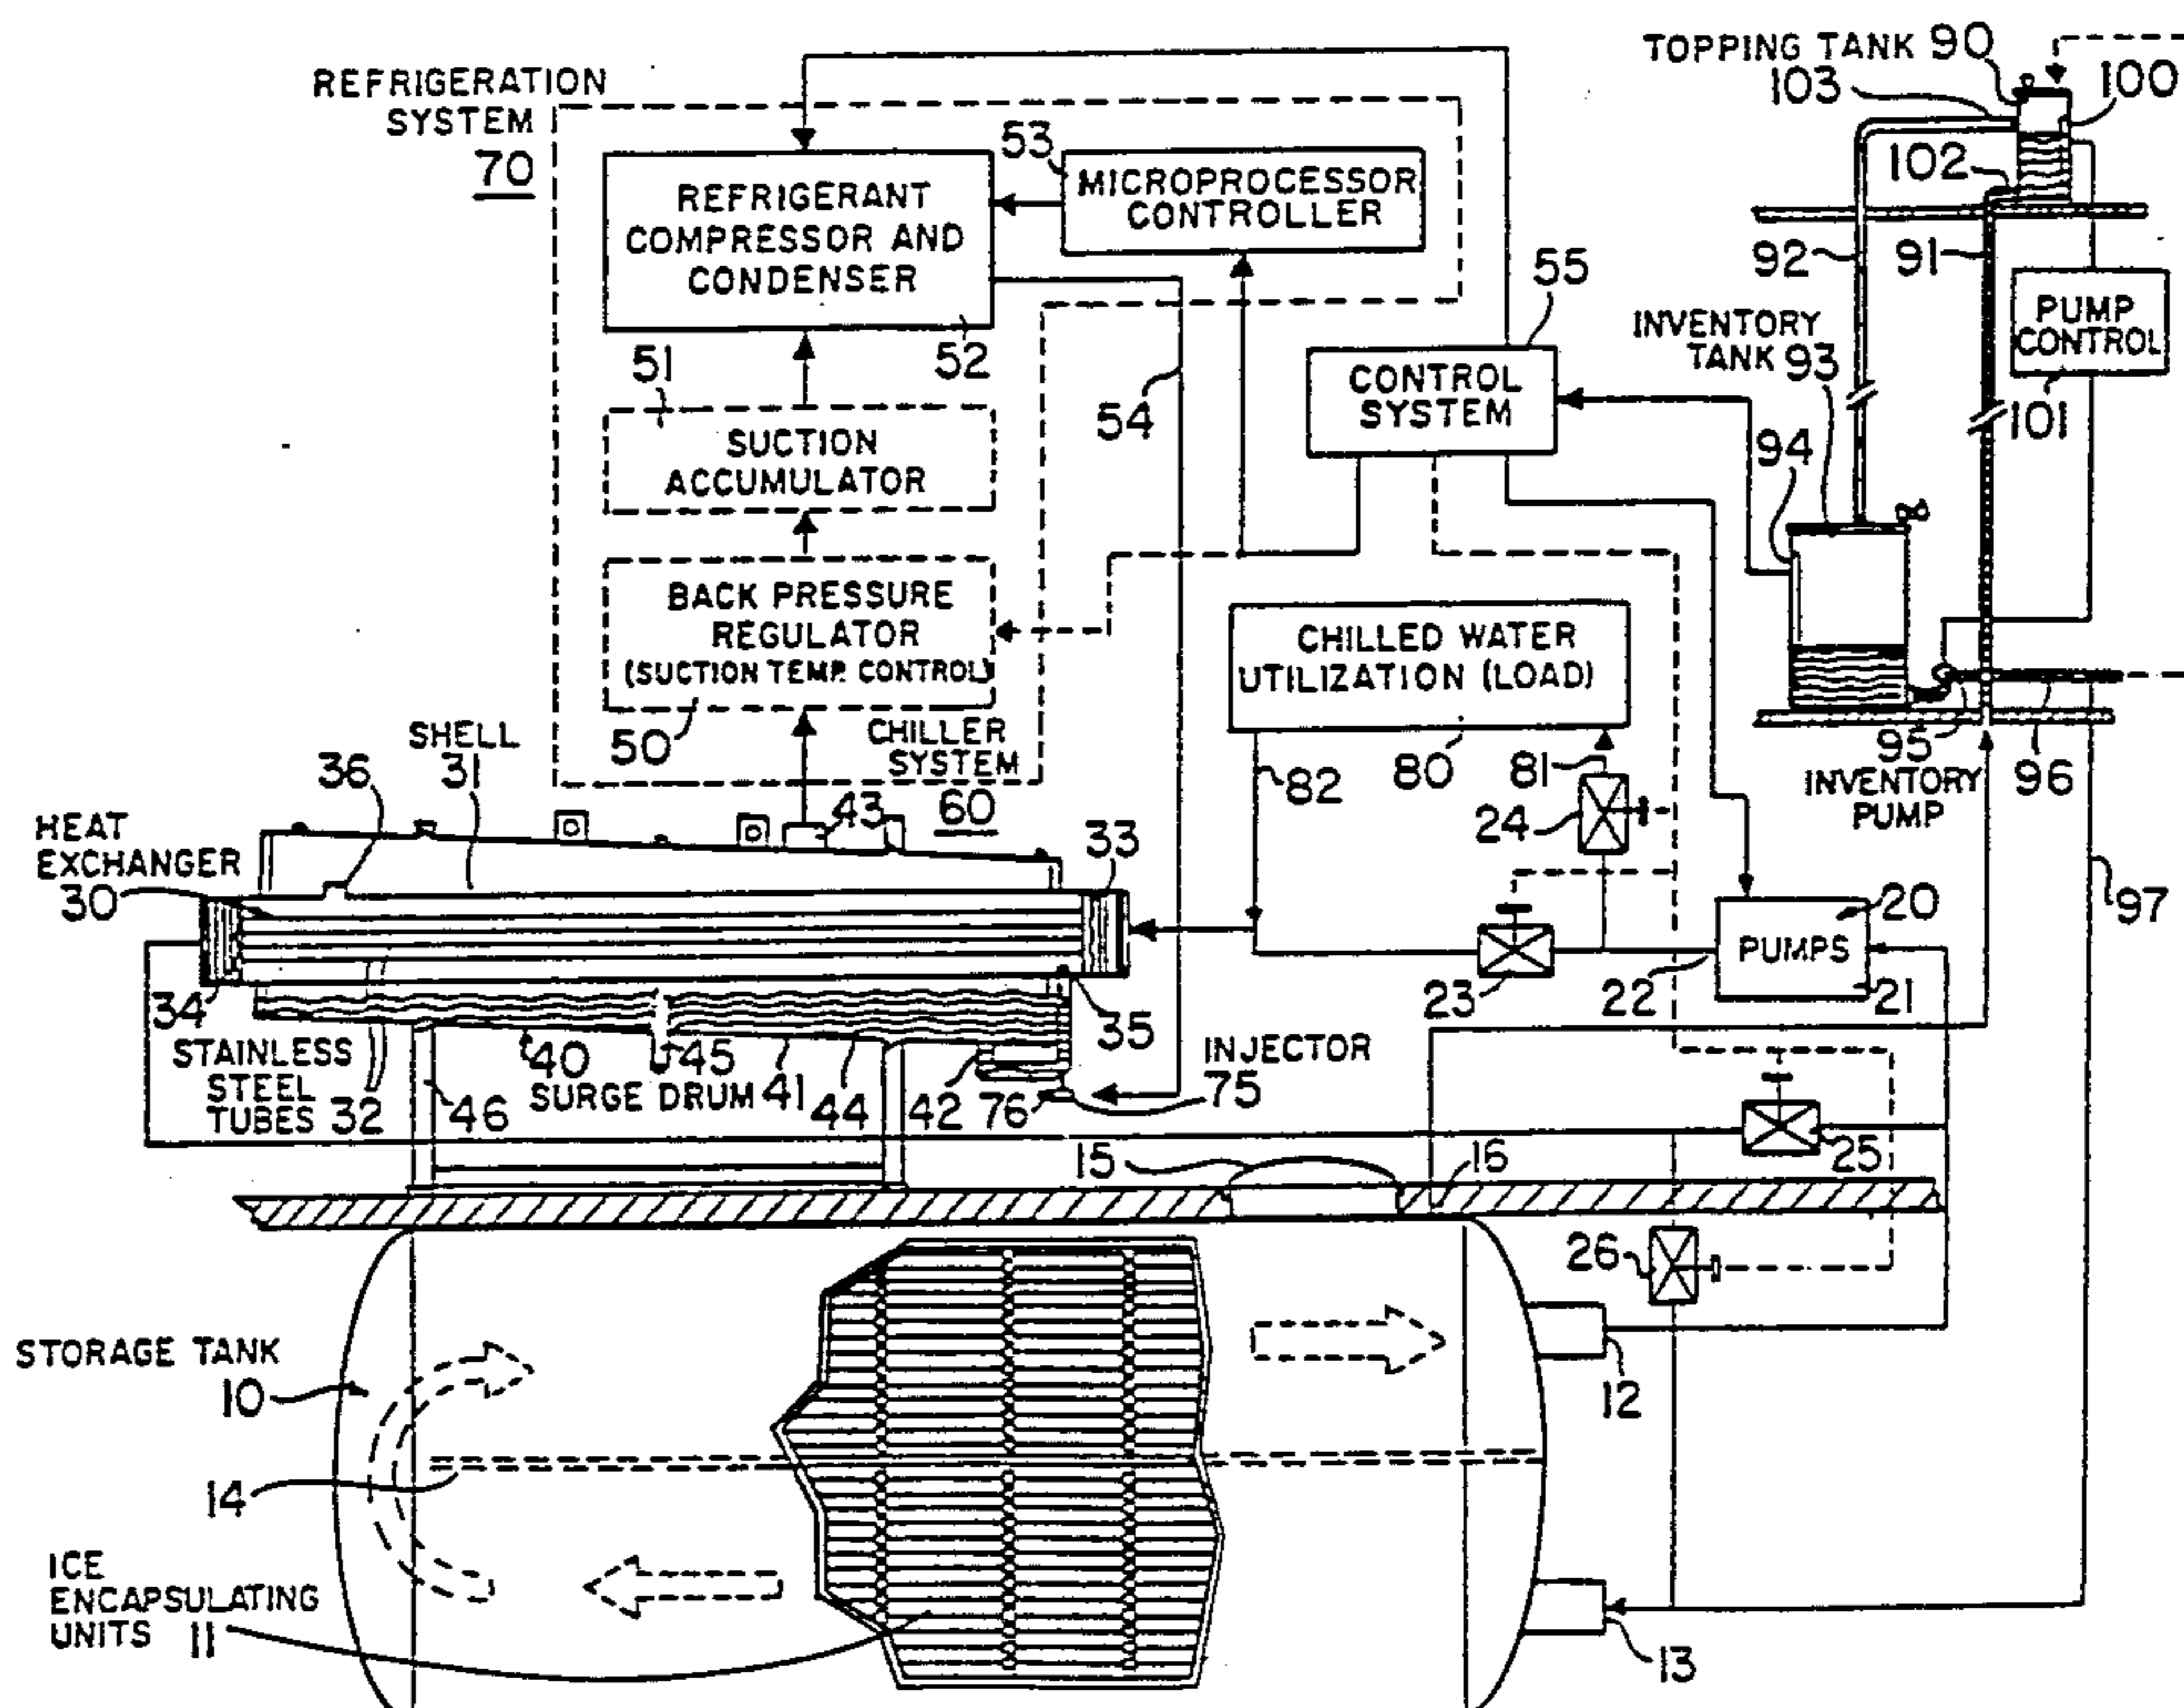 TOPPING TANK 90
103
100
REFRIGERATION
SYSTEM
70
53
102
REFRIGERANT
COMPRESSOR AND
CONDENSER
MICROPROCESSOR
CONTROLLER
92
91
55
PUMP
CONTROL
INVENTORY
TANK 93
51
52
54
CONTROL
SYSTEM
101
94
SUCTION
ACCUMULATOR
BACK PRESSURE
REGULATOR
(SUCTION TEMP. CONTROL)
CHILLED WATER
UTILIZATION (LOAD)
50
CHILLER
SYSTEM
60
SHELL
31
36
43
82
80
81
95
96
INVENTORY
PUMP
HEAT
EXCHANGER
30
33
24
97
20
PUMPS
21
34
23
22
35
STAINLESS
STEEL
TUBES 32
40
45
SURGE DRUM 41
46
44
42
76
INJECTOR
75
15
16
25
26
STORAGE TANK
10
12
14
ICE
ENCAPSULATING
UNITS 11
13